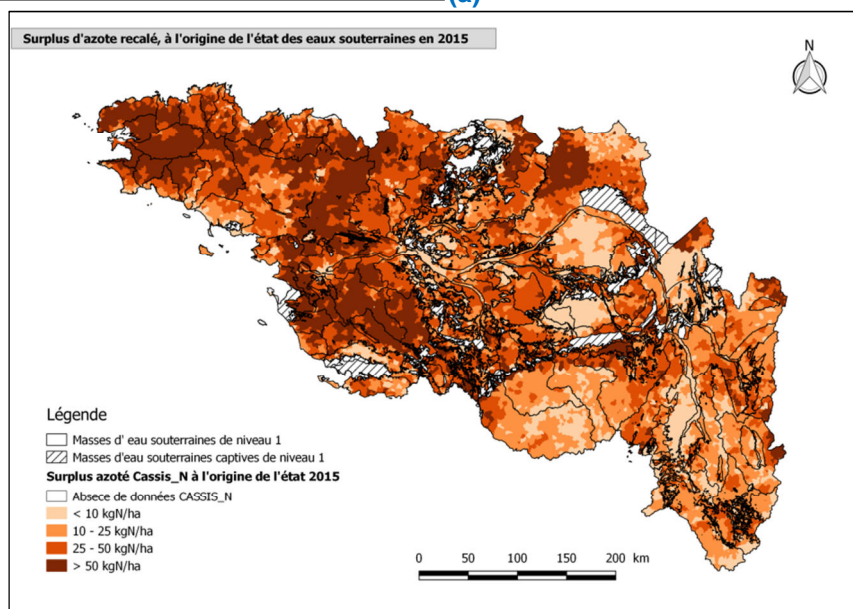 (a)
Surplus d'azote recalé, à l'origine de l'état des eaux souterraines en 2015
N
Légende
Masses d' eau souterraines de niveau 1
Masses d'eau souterraines captives de niveau 1
Surplus azoté Cassis_N à l'origine de l'état 2015
Absece de données CASSIS_N
< 10 kgN/ha
10 - 25 kgN/ha
25 - 50 kgN/ha
> 50 kgN/ha
0 50 100 150 200 km